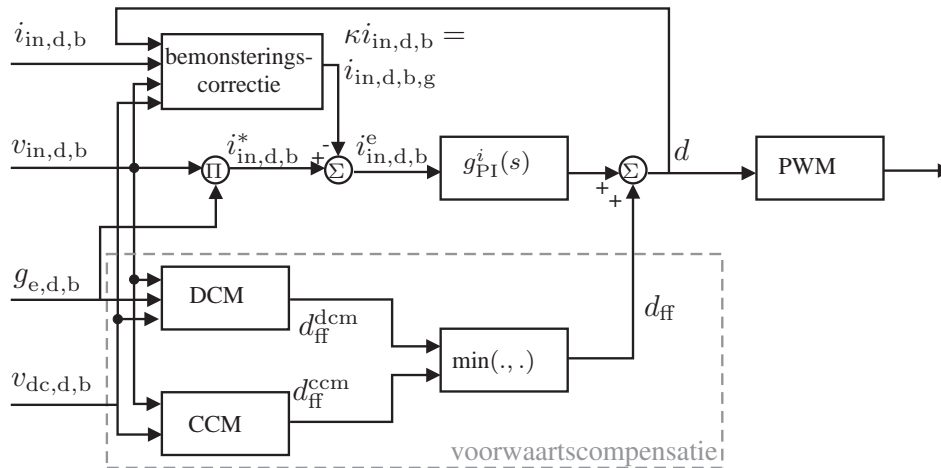 i_in,d,b
bemonsterings-
correctie
κi_in,d,b =
i_in,d,b,g
v_in,d,b
Π
i*_in,d,b
+
-
Σ
i^e_in,d,b
g^i_PI(s)
+
+
Σ
d
PWM
g_e,d,b
DCM
d^dcm_ff
min(., .)
d_ff
v_dc,d,b
CCM
d^ccm_ff
voorwaartscompensatie